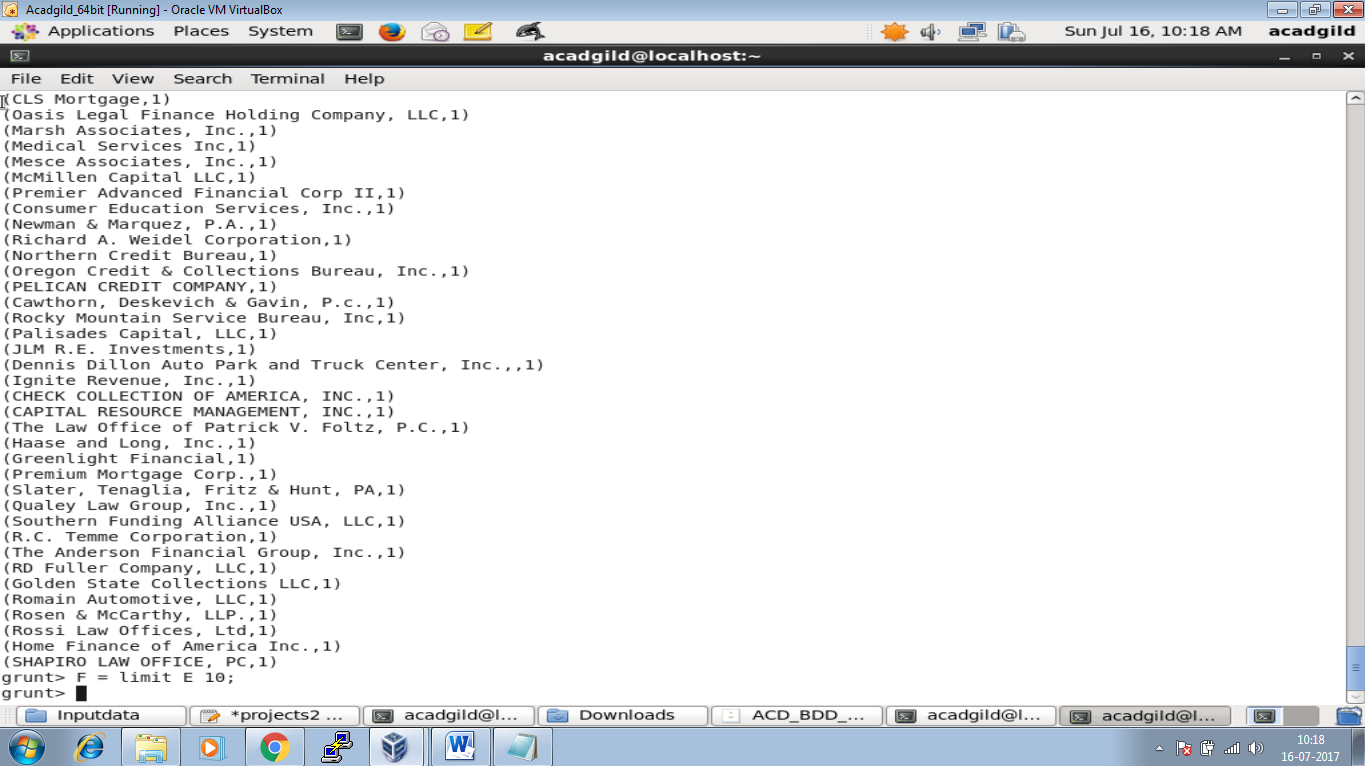 Acadgild_64bit [Running] - Oracle VM VirtualBox
Applications Places System Sun Jul 16, 10:18 AM acadgild
acadgild@localhost:~
File Edit View Search Terminal Help
(CLS Mortgage,1)
(Oasis Legal Finance Holding Company, LLC,1)
(Marsh Associates, Inc.,1)
(Medical Services Inc,1)
(Mesce Associates, Inc.,1)
(McMillen Capital LLC,1)
(Premier Advanced Financial Corp II,1)
(Consumer Education Services, Inc.,1)
(Newman & Marquez, P.A.,1)
(Richard A. Weidel Corporation,1)
(Northern Credit Bureau,1)
(Oregon Credit & Collections Bureau, Inc.,1)
(PELICAN CREDIT COMPANY,1)
(Cawthorn, Deskevich & Gavin, P.c.,1)
(Rocky Mountain Service Bureau, Inc,1)
(Palisades Capital, LLC,1)
(JLM R.E. Investments,1)
(Dennis Dillon Auto Park and Truck Center, Inc.,,1)
(Ignite Revenue, Inc.,1)
(CHECK COLLECTION OF AMERICA, INC.,1)
(CAPITAL RESOURCE MANAGEMENT, INC.,1)
(The Law Office of Patrick V. Foltz, P.C.,1)
(Haase and Long, Inc.,1)
(Greenlight Financial,1)
(Premium Mortgage Corp.,1)
(Slater, Tenaglia, Fritz & Hunt, PA,1)
(Qualey Law Group, Inc.,1)
(Southern Funding Alliance USA, LLC,1)
(R.C. Temme Corporation,1)
(The Anderson Financial Group, Inc.,1)
(RD Fuller Company, LLC,1)
(Golden State Collections LLC,1)
(Romain Automotive, LLC,1)
(Rosen & McCarthy, LLP.,1)
(Rossi Law Offices, Ltd,1)
(Home Finance of America Inc.,1)
(SHAPIRO LAW OFFICE, PC,1)
grunt> F = limit E 10;
grunt>
Inputdata *projects2 ... acadgild@l... Downloads ACD_BDD_... acadgild@l... acadgild@l...
10:18
16-07-2017